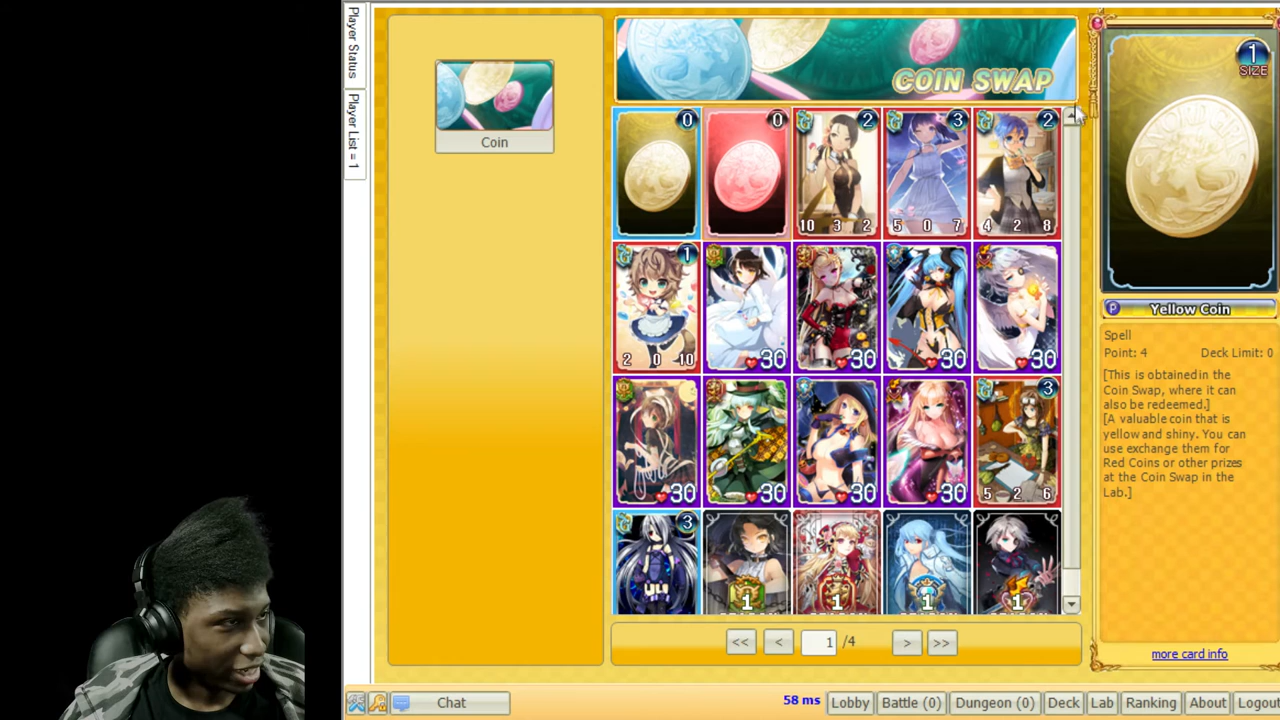 Player Status
Player List = 1
Coin
COIN SWAP
0
0
2
10 3 2
3
5 0 7
2
4 2 8
1
2 0 10
30
30
30
30
30
30
30
30
3
5 2 6
3
1
1
1
1
<< < 1 /4 > >>
1
SIZE
P Yellow Coin
Spell
Point: 4 Deck Limit: 0
[This is obtained in the
Coin Swap, where it can
also be redeemed.]
[A valuable coin that is
yellow and shiny. You can
use exchange them for
Red Coins or other prizes
at the Coin Swap in the
Lab.]
more card info
Chat
58 ms
Lobby
Battle (0)
Dungeon (0)
Deck
Lab
Ranking
About
Logout